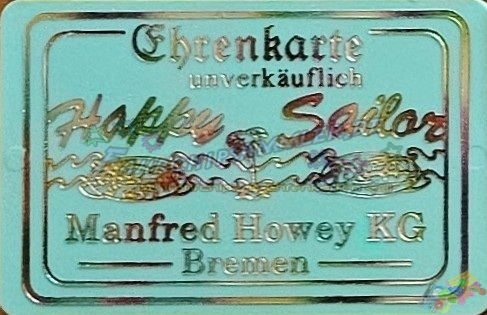 Ehrenkarte
unverkäuflich
Happy Sailor
Manfred Howey KG
Bremen